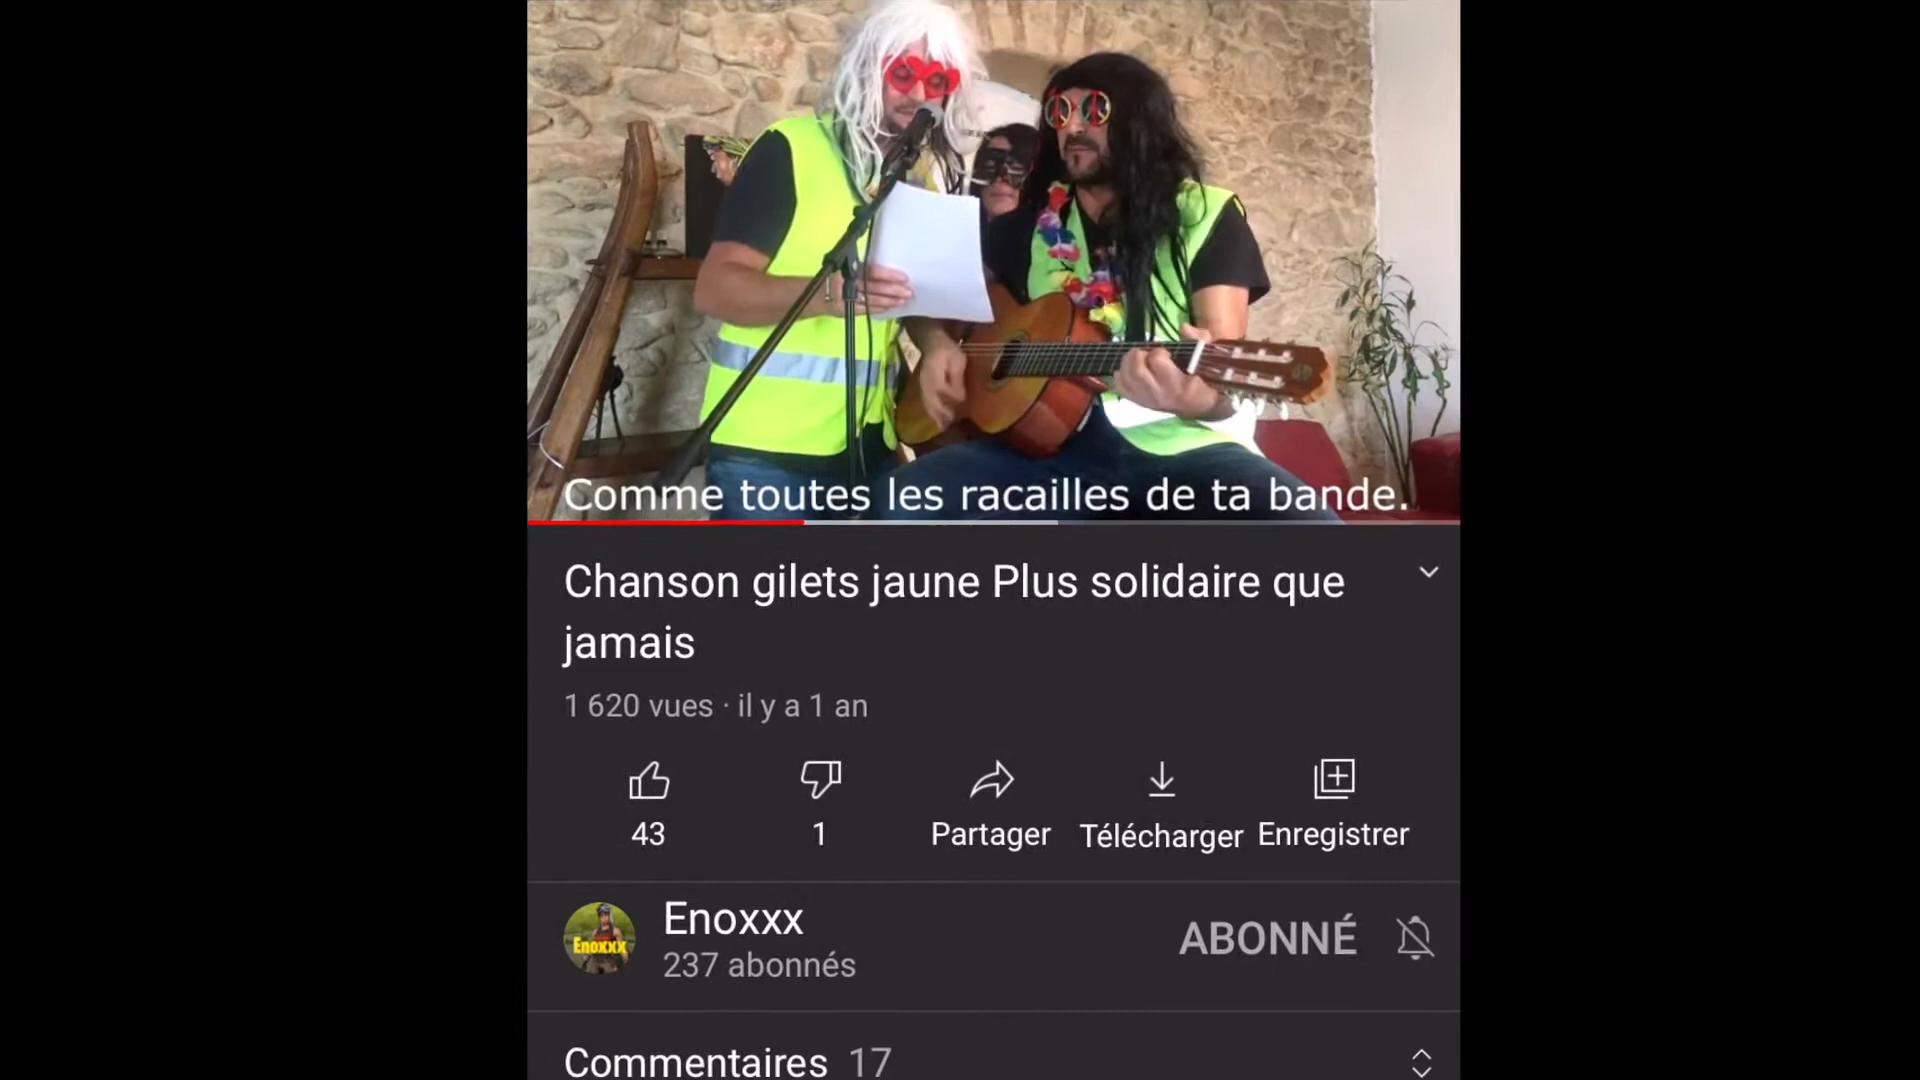 Comme toutes les racailles de ta bande.
Chanson gilets jaune Plus solidaire que
jamais
1 620 vues · il y a 1 an
43
1
Partager
Télécharger
Enregistrer
Enoxxx
Enoxxx
237 abonnés
ABONNÉ
Commentaires 17